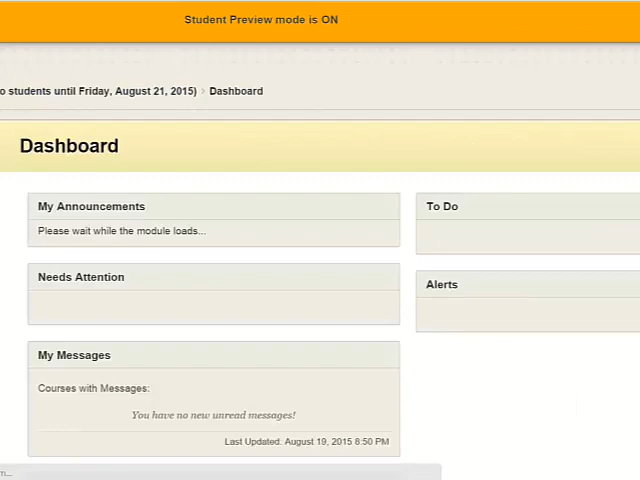 Student Preview mode is ON
o students until Friday, August 21, 2015) › Dashboard
Dashboard
My Announcements
Please wait while the module loads...
Needs Attention
My Messages
Courses with Messages:
You have no new unread messages!
Last Updated: August 19, 2015 8:50 PM
To Do
Alerts
m...